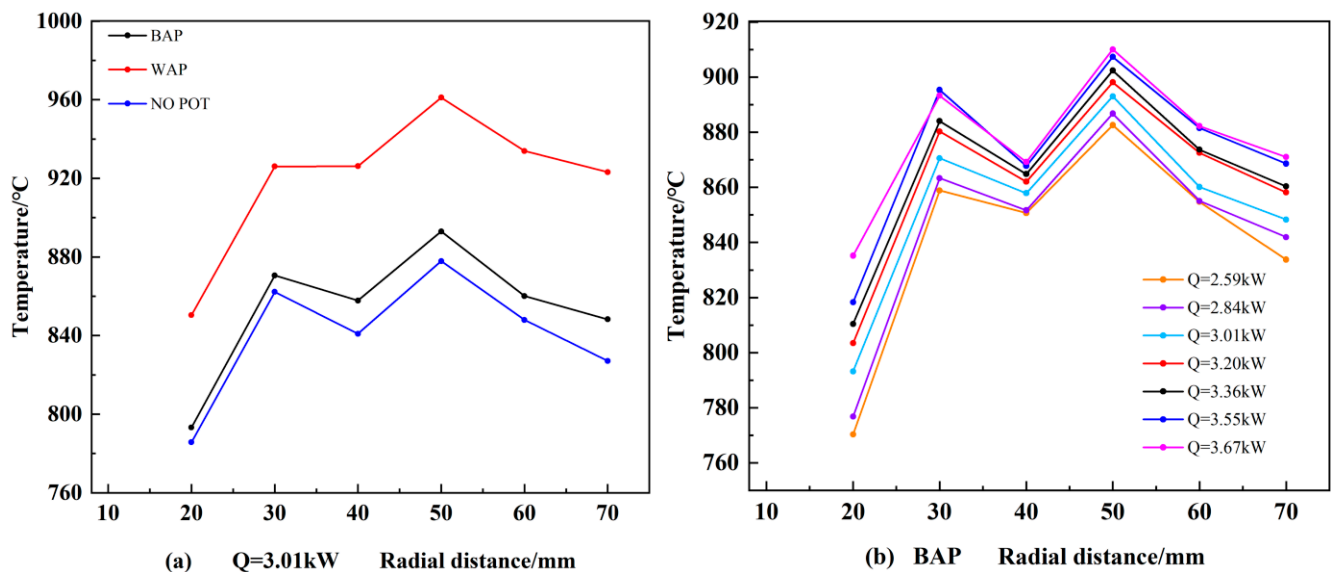 1000
960
920
880
840
800
760
Temperature/℃
BAP
WAP
NO POT
10 20 30 40 50 60 70
(a) Q=3.01kW Radial distance/mm
920
900
880
860
840
820
800
780
760
Temperature/℃
Q=2.59kW
Q=2.84kW
Q=3.01kW
Q=3.20kW
Q=3.36kW
Q=3.55kW
Q=3.67kW
10 20 30 40 50 60 70
(b) BAP Radial distance/mm